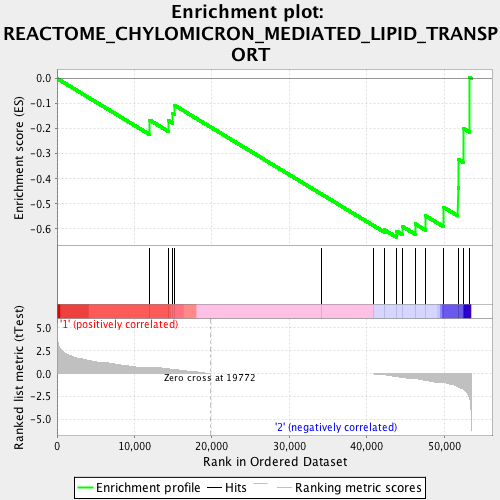 Enrichment plot:
REACTOME_CHYLOMICRON_MEDIATED_LIPID_TRANSP
ORT
Enrichment score (ES)
0.0
-0.1
-0.2
-0.3
-0.4
-0.5
-0.6
'1' (positively correlated)
Ranked list metric (tTest)
5.0
2.5
0.0
-2.5
-5.0
Zero cross at 19772
'2' (negatively correlated)
0 10,000 20,000 30,000 40,000 50,000
Rank in Ordered Dataset
Enrichment profile Hits Ranking metric scores